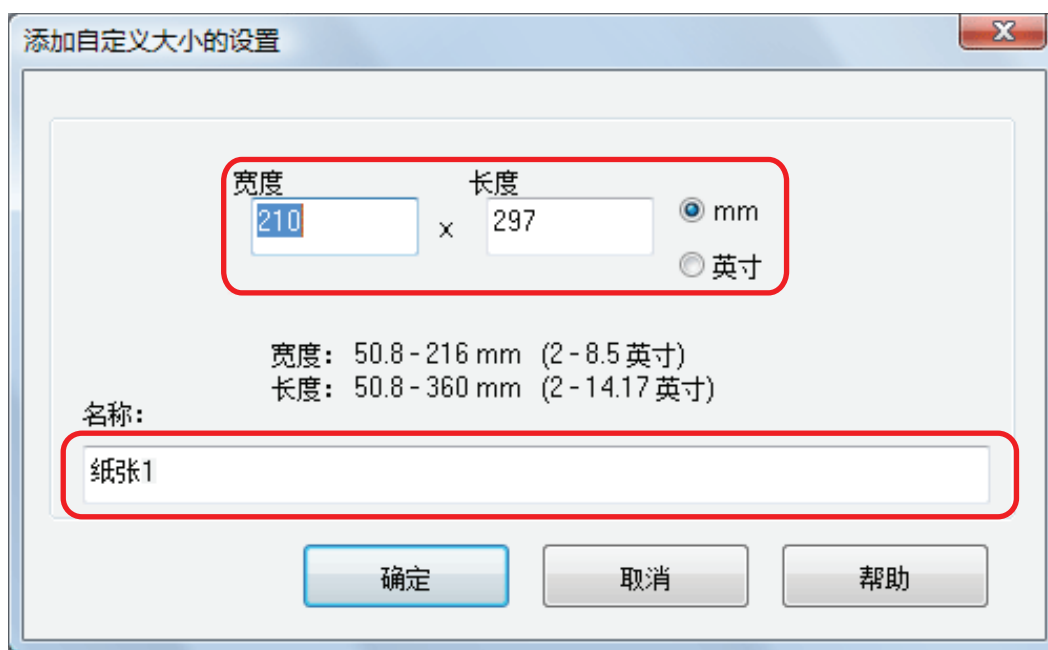 添加自定义大小的设置
宽度 长度
210 x 297 mm
英寸
宽度： 50.8 - 216 mm (2 - 8.5 英寸)
长度： 50.8 - 360 mm (2 - 14.17 英寸)
名称：
纸张1
确定 取消 帮助